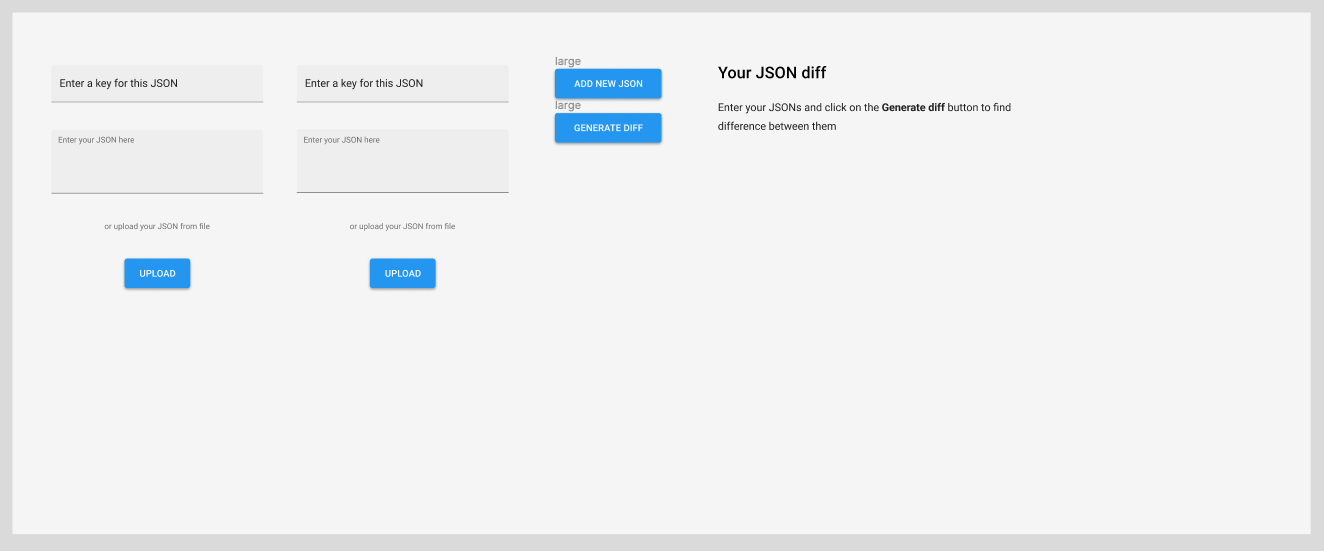 Enter a key for this JSON
Enter your JSON here
or upload your JSON from file
UPLOAD
Enter a key for this JSON
Enter your JSON here
or upload your JSON from file
UPLOAD
large
ADD NEW JSON
large
GENERATE DIFF
Your JSON diff
Enter your JSONs and click on the Generate diff button to find
difference between them